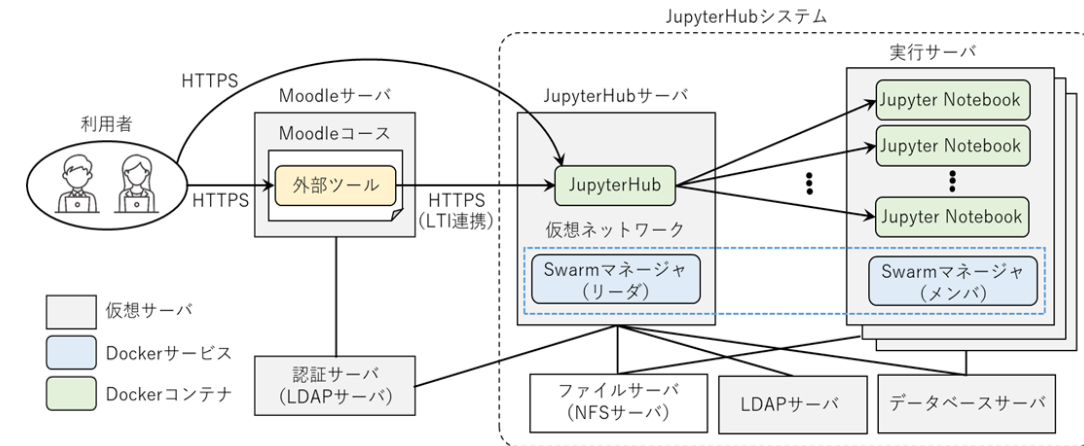 JupyterHubシステム
実行サーバ
HTTPS
Moodleサーバ
JupyterHubサーバ
Jupyter Notebook
利用者
Moodleコース
Jupyter Notebook
外部ツール
JupyterHub
HTTPS
HTTPS
(LTI連携)
Jupyter Notebook
仮想ネットワーク
Swarmマネージャ
(リーダ)
Swarmマネージャ
(メンバ)
仮想サーバ
Dockerサービス
Dockerコンテナ
認証サーバ
(LDAPサーバ)
ファイルサーバ
(NFSサーバ)
LDAPサーバ
データベースサーバ